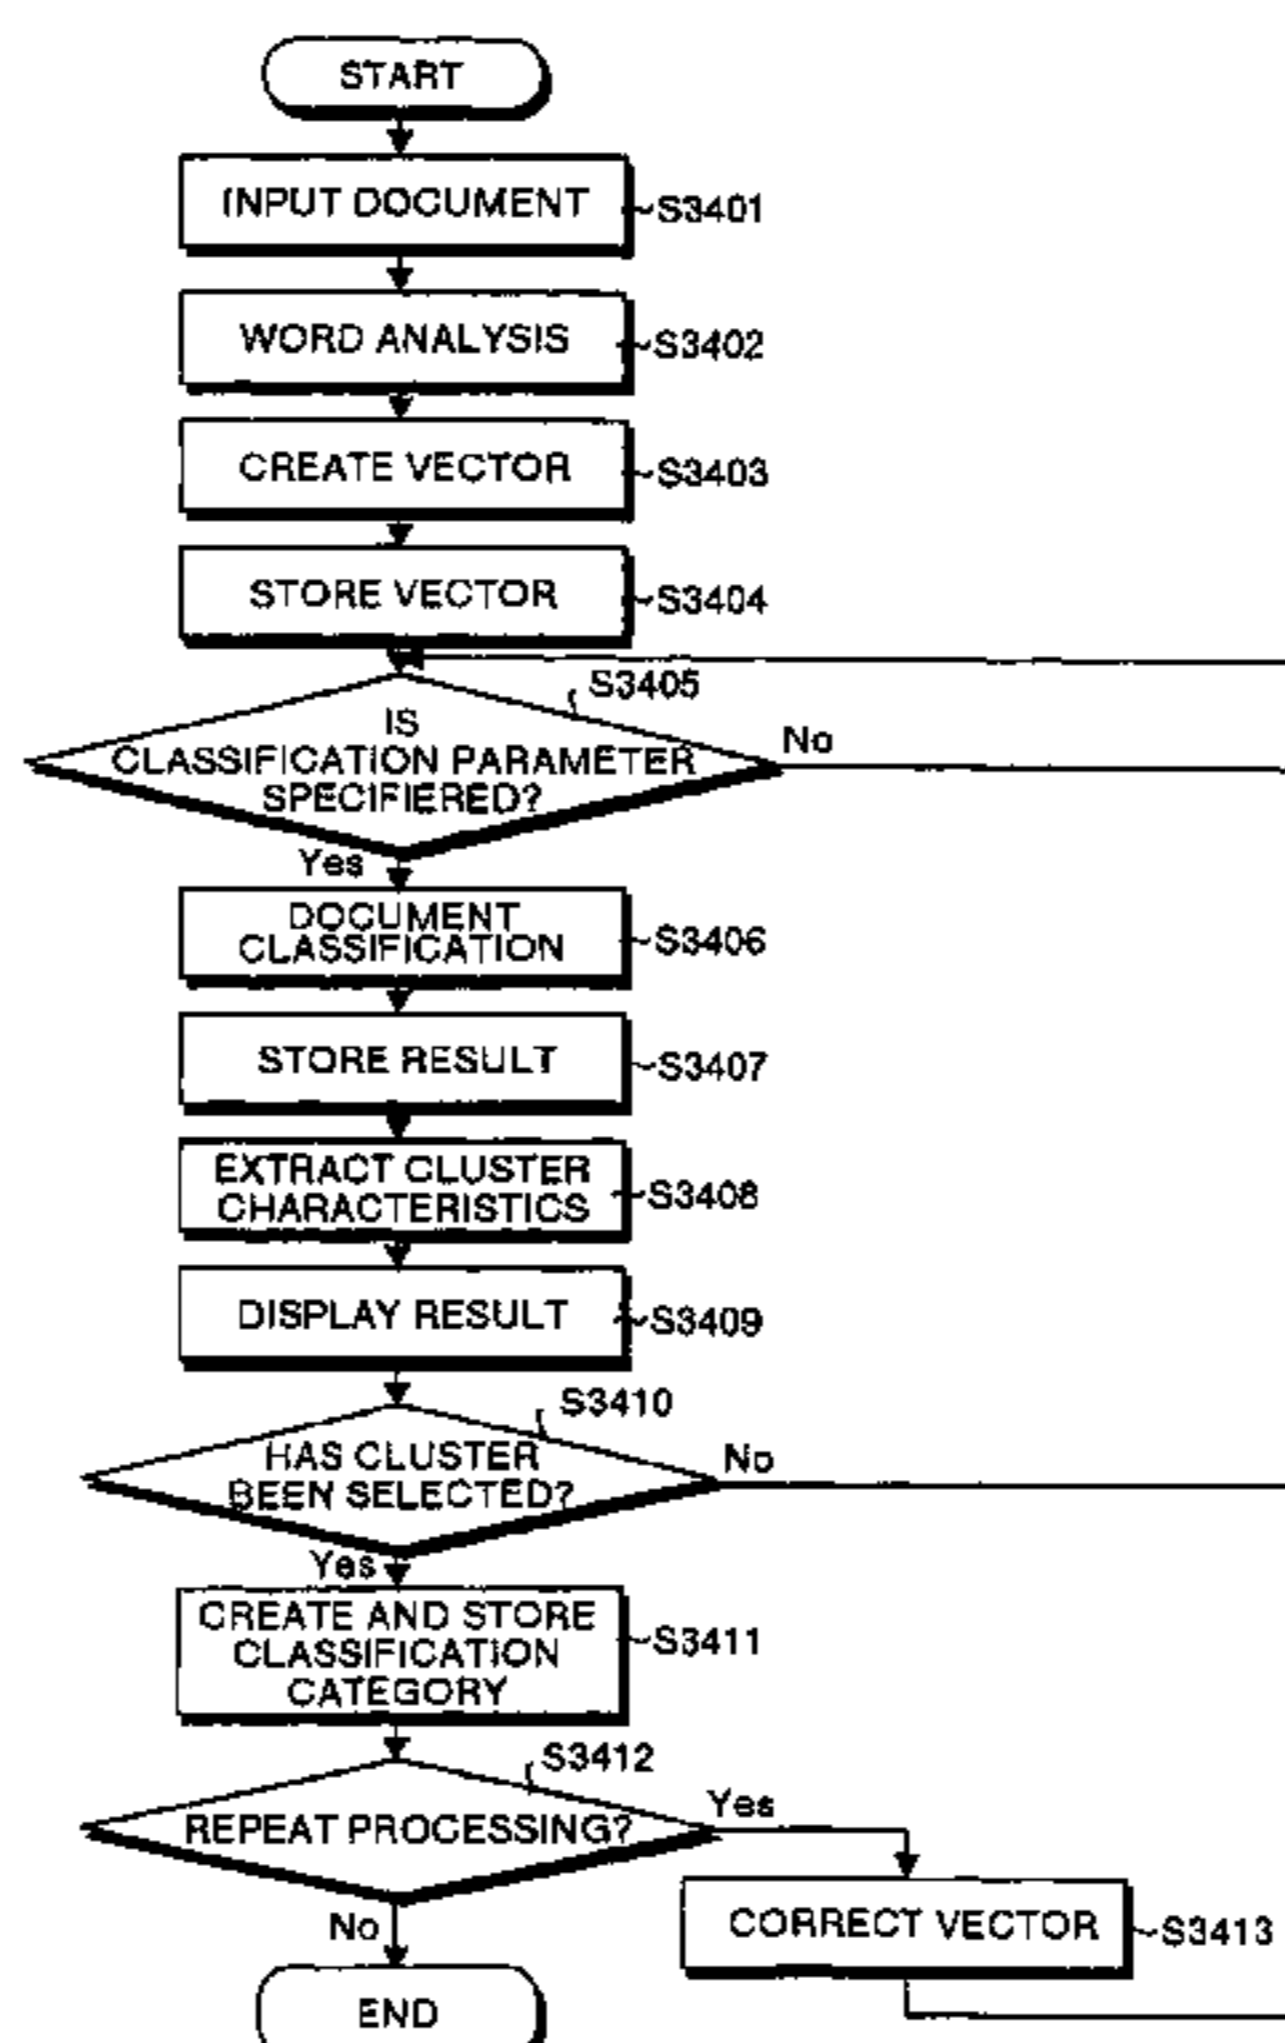 START
INPUT DOCUMENT
S3401
WORD ANALYSIS
S3402
CREATE VECTOR
S3403
STORE VECTOR
S3404
S3405
IS
CLASSIFICATION PARAMETER
SPECIFIERED?
No
Yes
DOCUMENT
CLASSIFICATION
S3406
STORE RESULT
S3407
EXTRACT CLUSTER
CHARACTERISTICS
S3408
DISPLAY RESULT
S3409
S3410
HAS CLUSTER
BEEN SELECTED?
No
Yes
CREATE AND STORE
CLASSIFICATION
CATEGORY
S3411
S3412
REPEAT PROCESSING?
Yes
CORRECT VECTOR
S3413
No
END